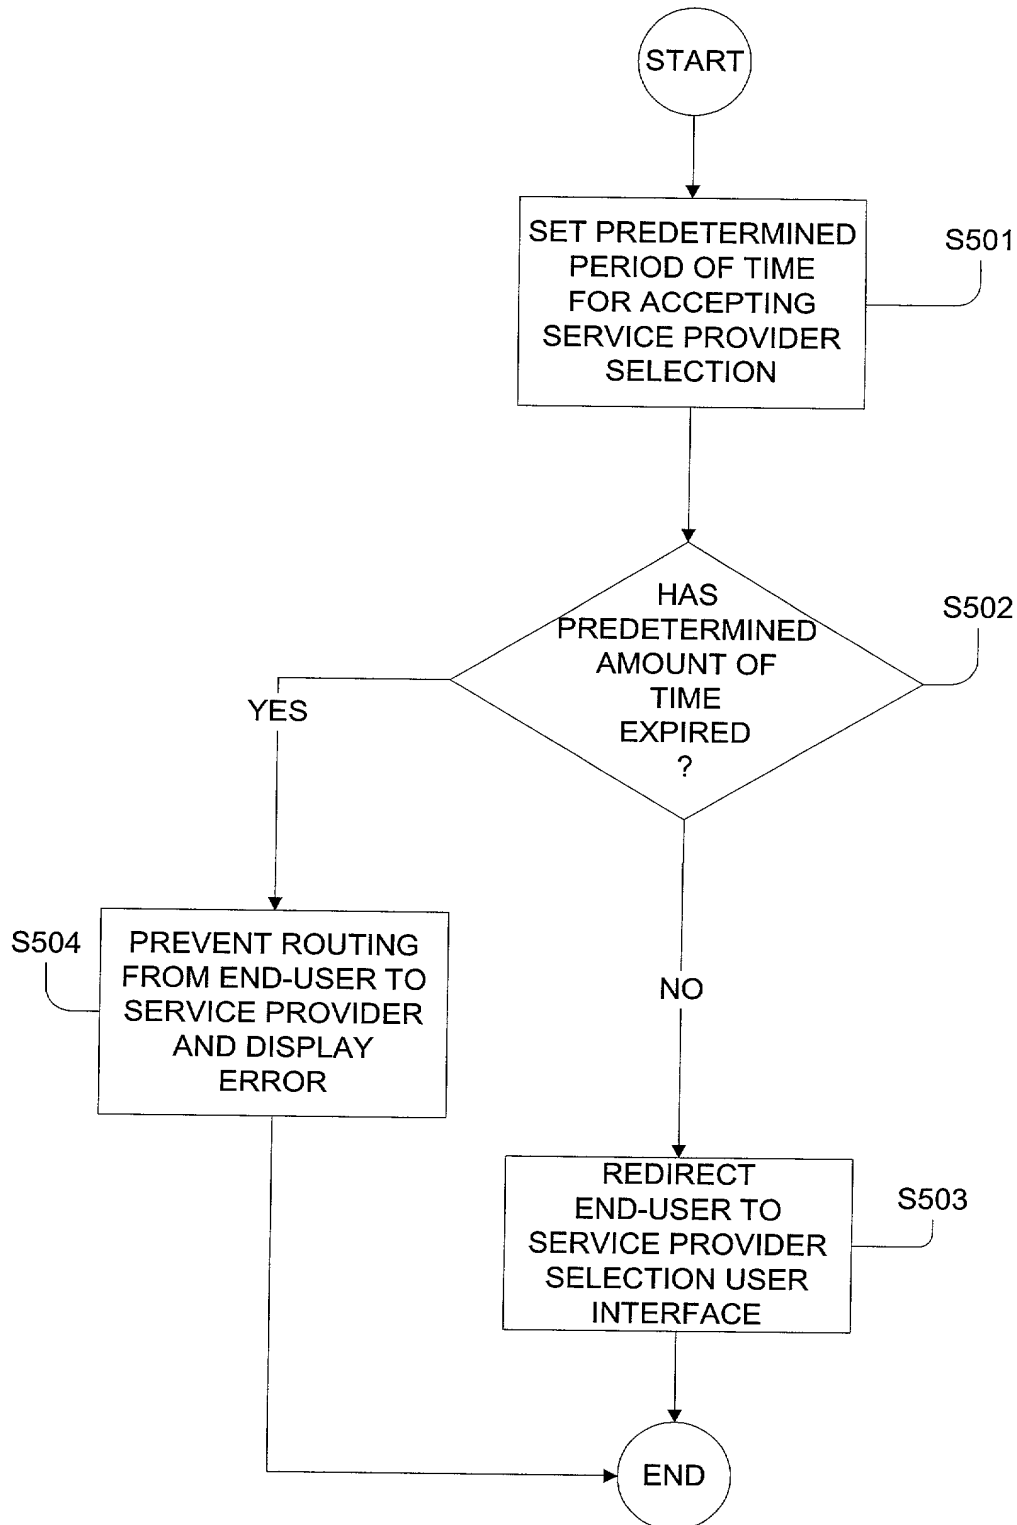 START
SET PREDETERMINED
PERIOD OF TIME
FOR ACCEPTING
SERVICE PROVIDER
SELECTION
S501
HAS
PREDETERMINED
AMOUNT OF
TIME
EXPIRED
?
S502
YES
S504
PREVENT ROUTING
FROM END-USER TO
SERVICE PROVIDER
AND DISPLAY
ERROR
NO
REDIRECT
END-USER TO
SERVICE PROVIDER
SELECTION USER
INTERFACE
S503
END